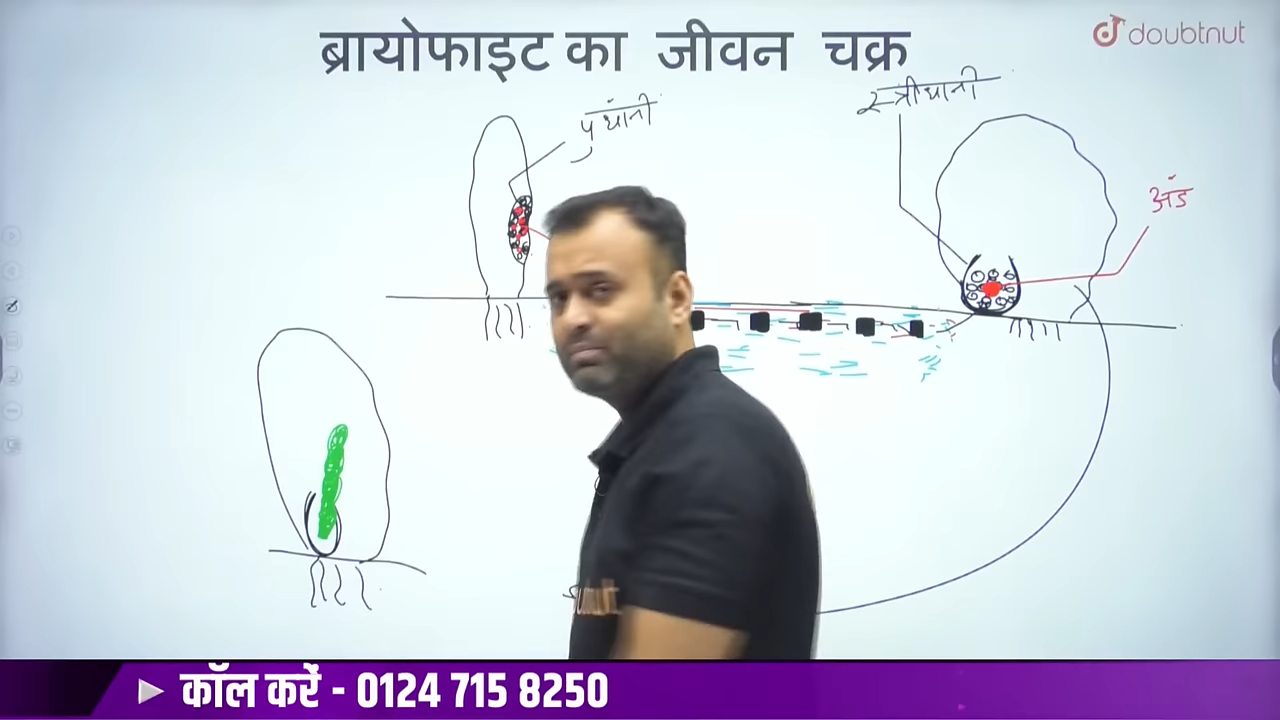 ब्रायोफाइट का जीवन चक्र
doubtnut
स्त्रीधानी
पुधांनी
अंड
कॉल करें - 0124 715 8250